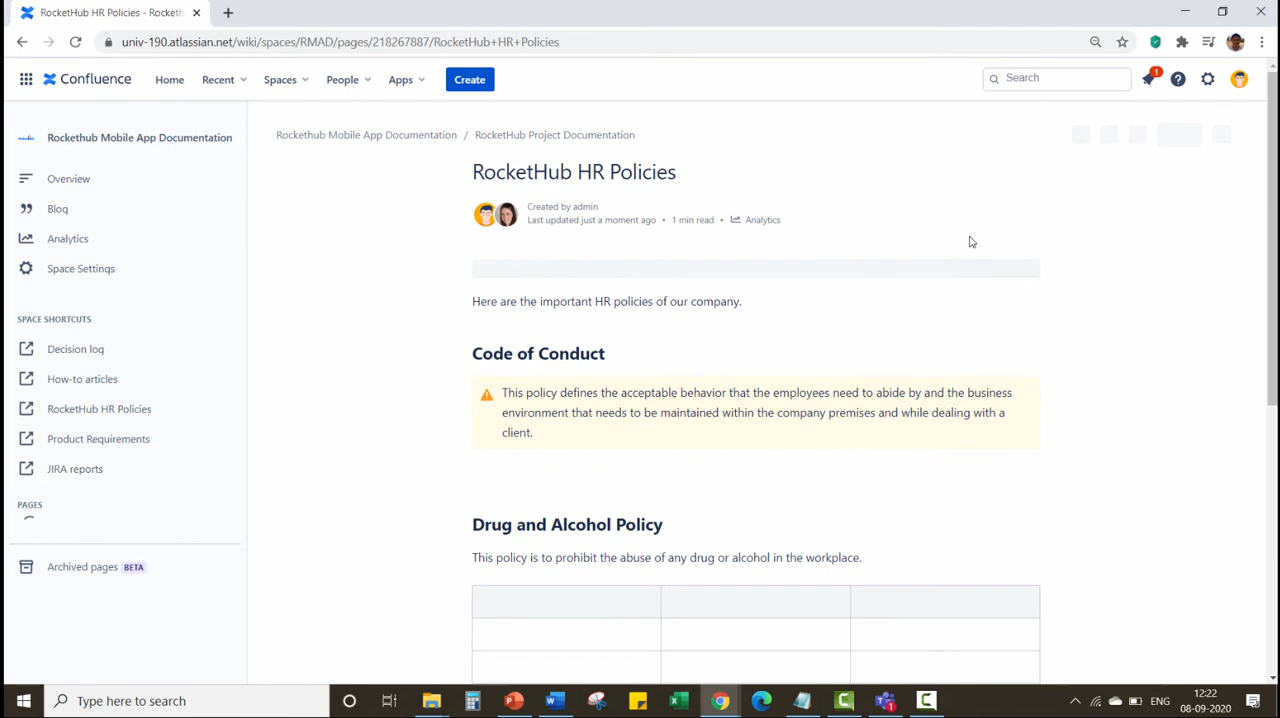 RocketHub HR Policies - Rocketh
univ-190.atlassian.net/wiki/spaces/RMAD/pages/218267887/RocketHub+HR+Policies
Confluence Home Recent Spaces People Apps Create Search 1
Rockethub Mobile App Documentation
Overview
Blog
Analytics
Space Settings
SPACE SHORTCUTS
Decision log
How-to articles
RocketHub HR Policies
Product Requirements
JIRA reports
PAGES
Archived pages BETA
Rockethub Mobile App Documentation / RocketHub Project Documentation
RocketHub HR Policies
Created by admin
Last updated just a moment ago • 1 min read • Analytics
Here are the important HR policies of our company.
Code of Conduct
This policy defines the acceptable behavior that the employees need to abide by and the business
environment that needs to be maintained within the company premises and while dealing with a
client.
Drug and Alcohol Policy
This policy is to prohibit the abuse of any drug or alcohol in the workplace.
Type here to search
ENG
12:22
08-09-2020